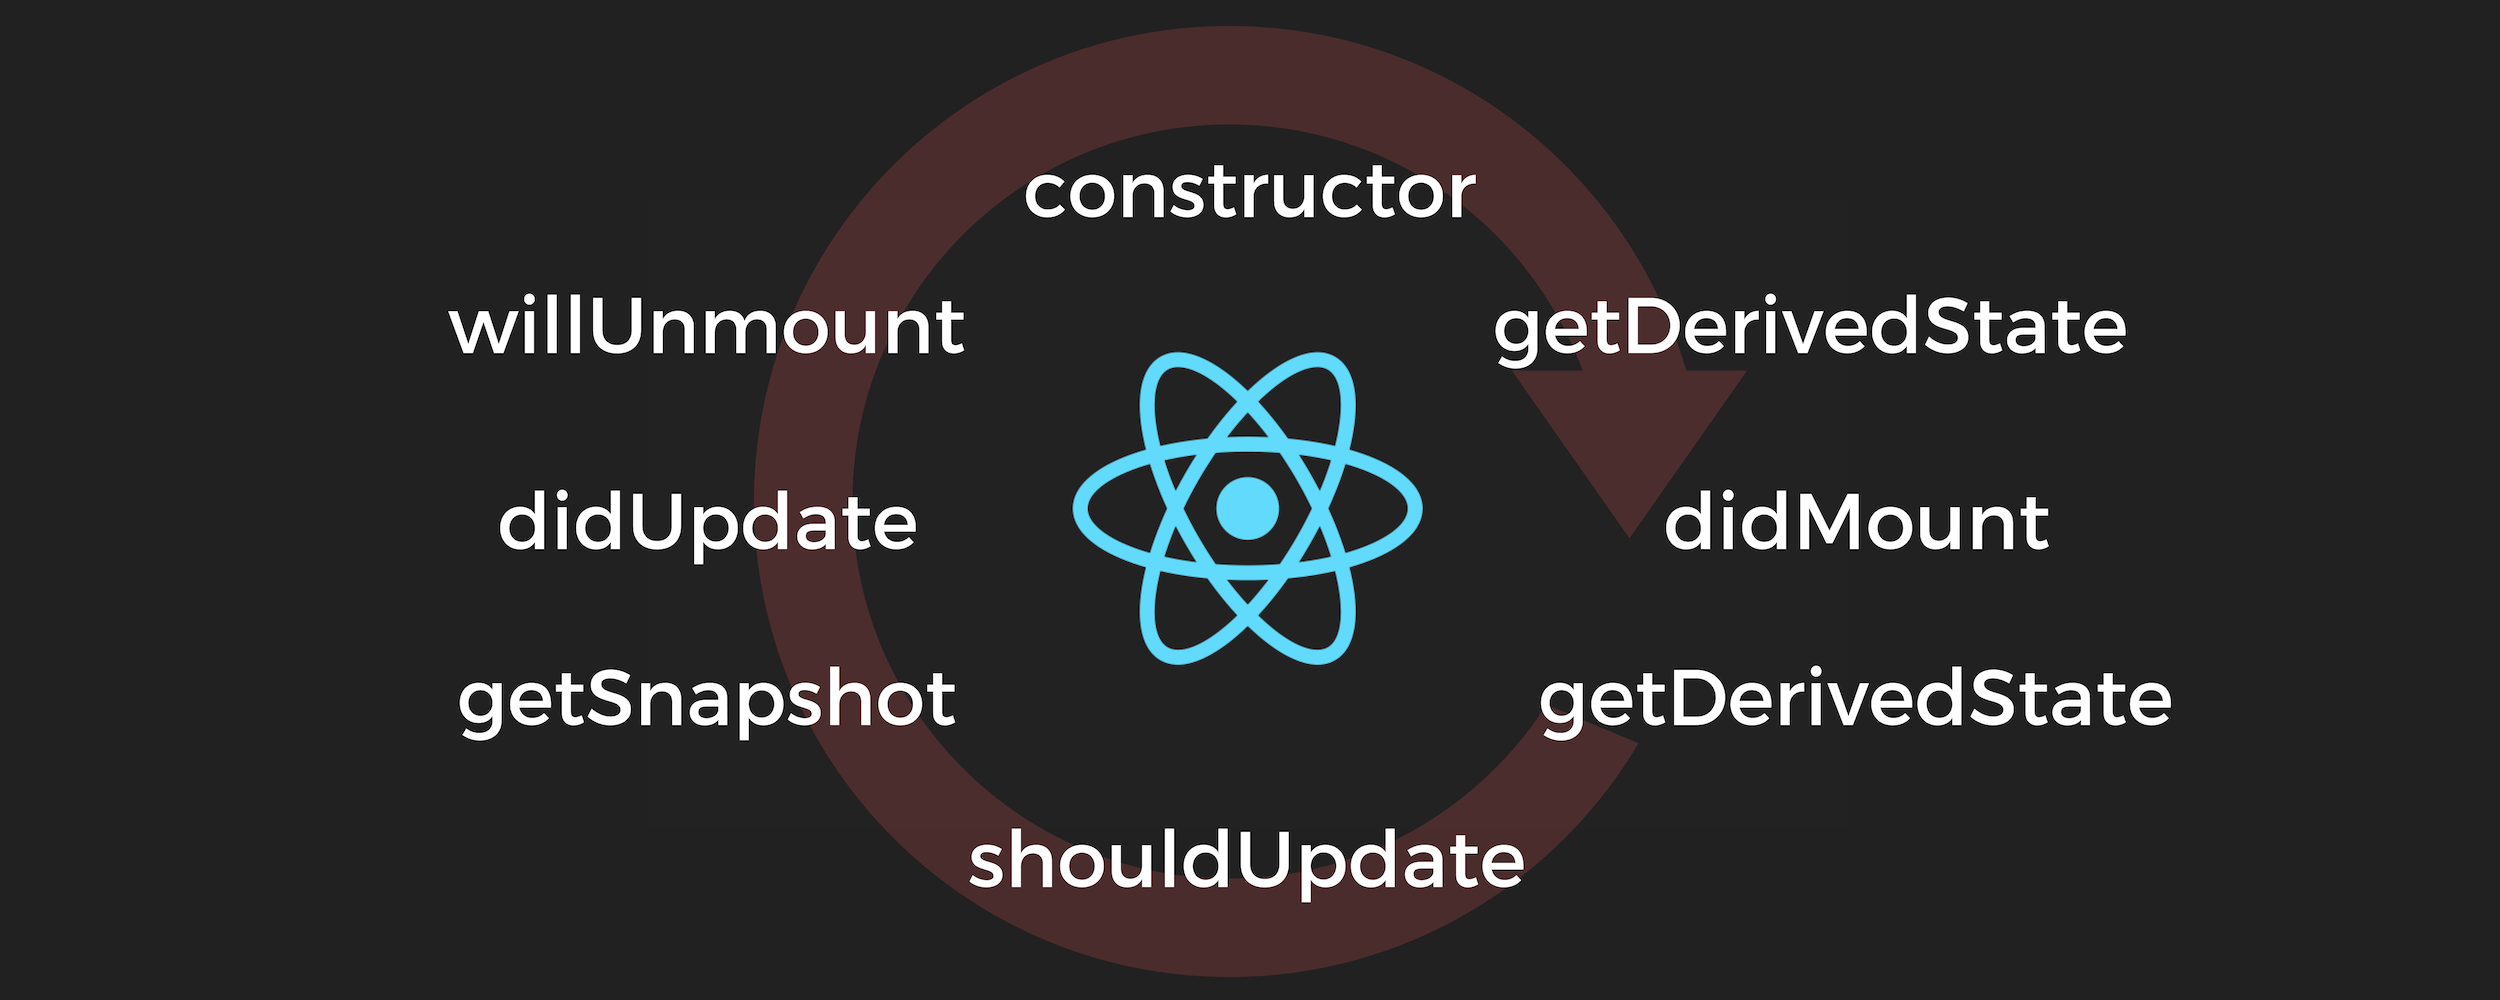 constructor
willUnmount
getDerivedState
didUpdate
didMount
getSnapshot
getDerivedState
shouldUpdate